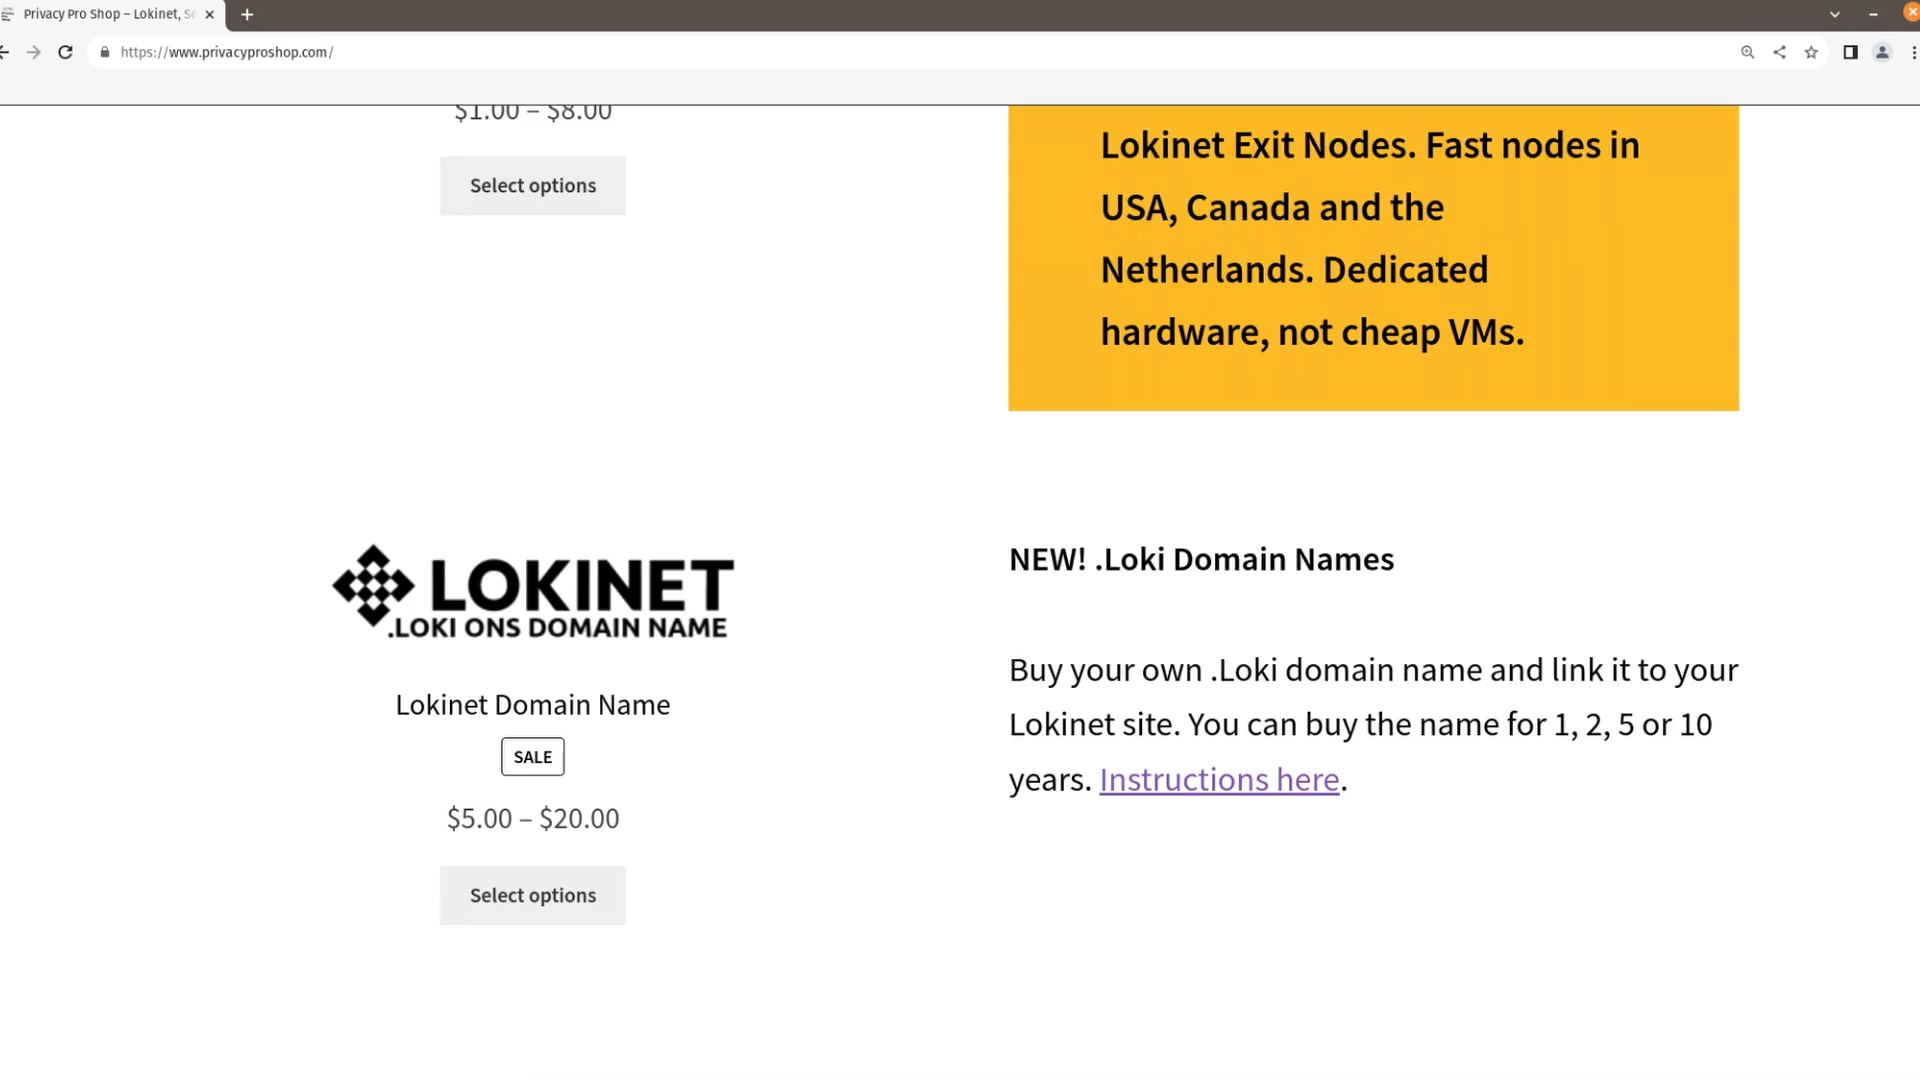 Privacy Pro Shop – Lokinet, Se
https://www.privacyproshop.com/
$1.00 – $8.00
Select options
Lokinet Exit Nodes. Fast nodes in
USA, Canada and the
Netherlands. Dedicated
hardware, not cheap VMs.
LOKINET
.LOKI ONS DOMAIN NAME
Lokinet Domain Name
SALE
$5.00 – $20.00
Select options
NEW! .Loki Domain Names
Buy your own .Loki domain name and link it to your
Lokinet site. You can buy the name for 1, 2, 5 or 10
years. Instructions here.